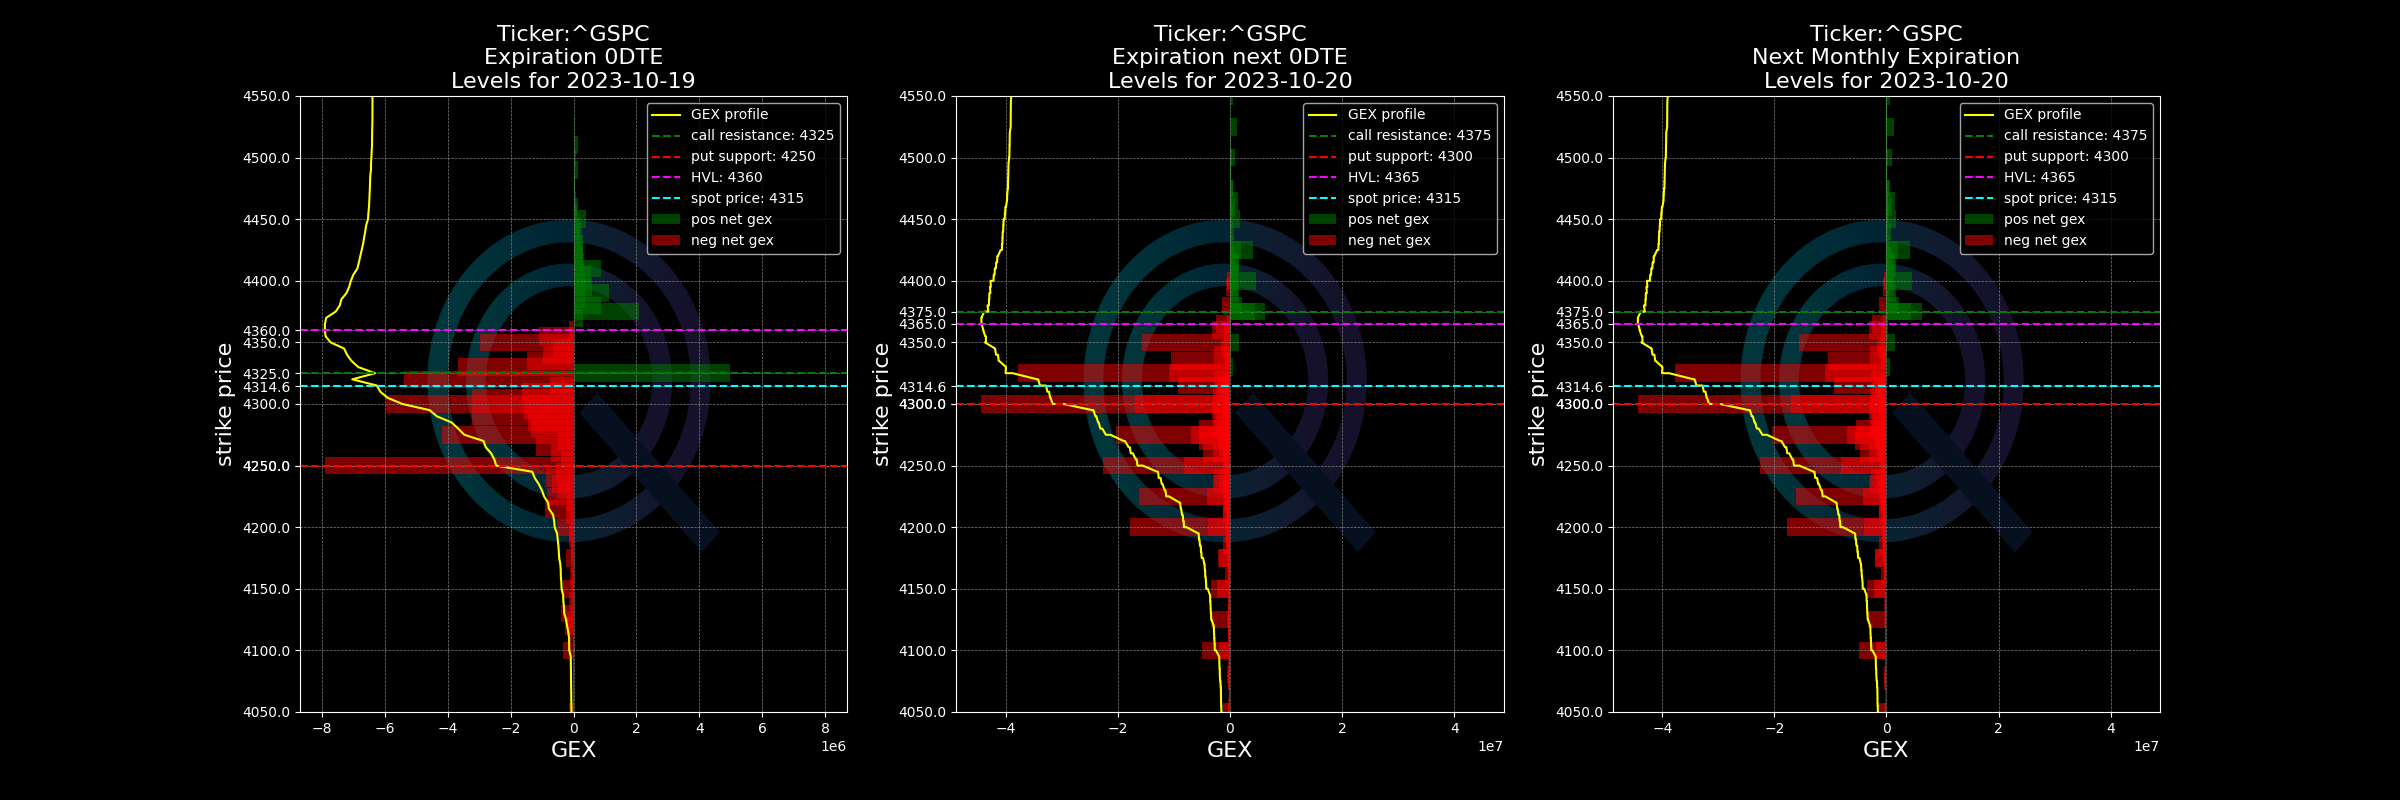 Ticker:^GSPC
Expiration 0DTE
Levels for 2023-10-19
4550.0
4500.0
4450.0
4400.0
4360.0
4350.0
4325.0
4314.6
4300.0
4250.0
4200.0
4150.0
4100.0
4050.0
strike price
GEX profile
call resistance: 4325
put support: 4250
HVL: 4360
spot price: 4315
pos net gex
neg net gex
−8 −6 −4 −2 0 2 4 6 8
1e6
GEX
Ticker:^GSPC
Expiration next 0DTE
Levels for 2023-10-20
4550.0
4500.0
4450.0
4400.0
4375.0
4365.0
4350.0
4314.6
4300.0
4250.0
4200.0
4150.0
4100.0
4050.0
strike price
GEX profile
call resistance: 4375
put support: 4300
HVL: 4365
spot price: 4315
pos net gex
neg net gex
−4 −2 0 2 4
1e7
GEX
Ticker:^GSPC
Next Monthly Expiration
Levels for 2023-10-20
4550.0
4500.0
4450.0
4400.0
4375.0
4365.0
4350.0
4314.6
4300.0
4250.0
4200.0
4150.0
4100.0
4050.0
strike price
GEX profile
call resistance: 4375
put support: 4300
HVL: 4365
spot price: 4315
pos net gex
neg net gex
−4 −2 0 2 4
1e7
GEX